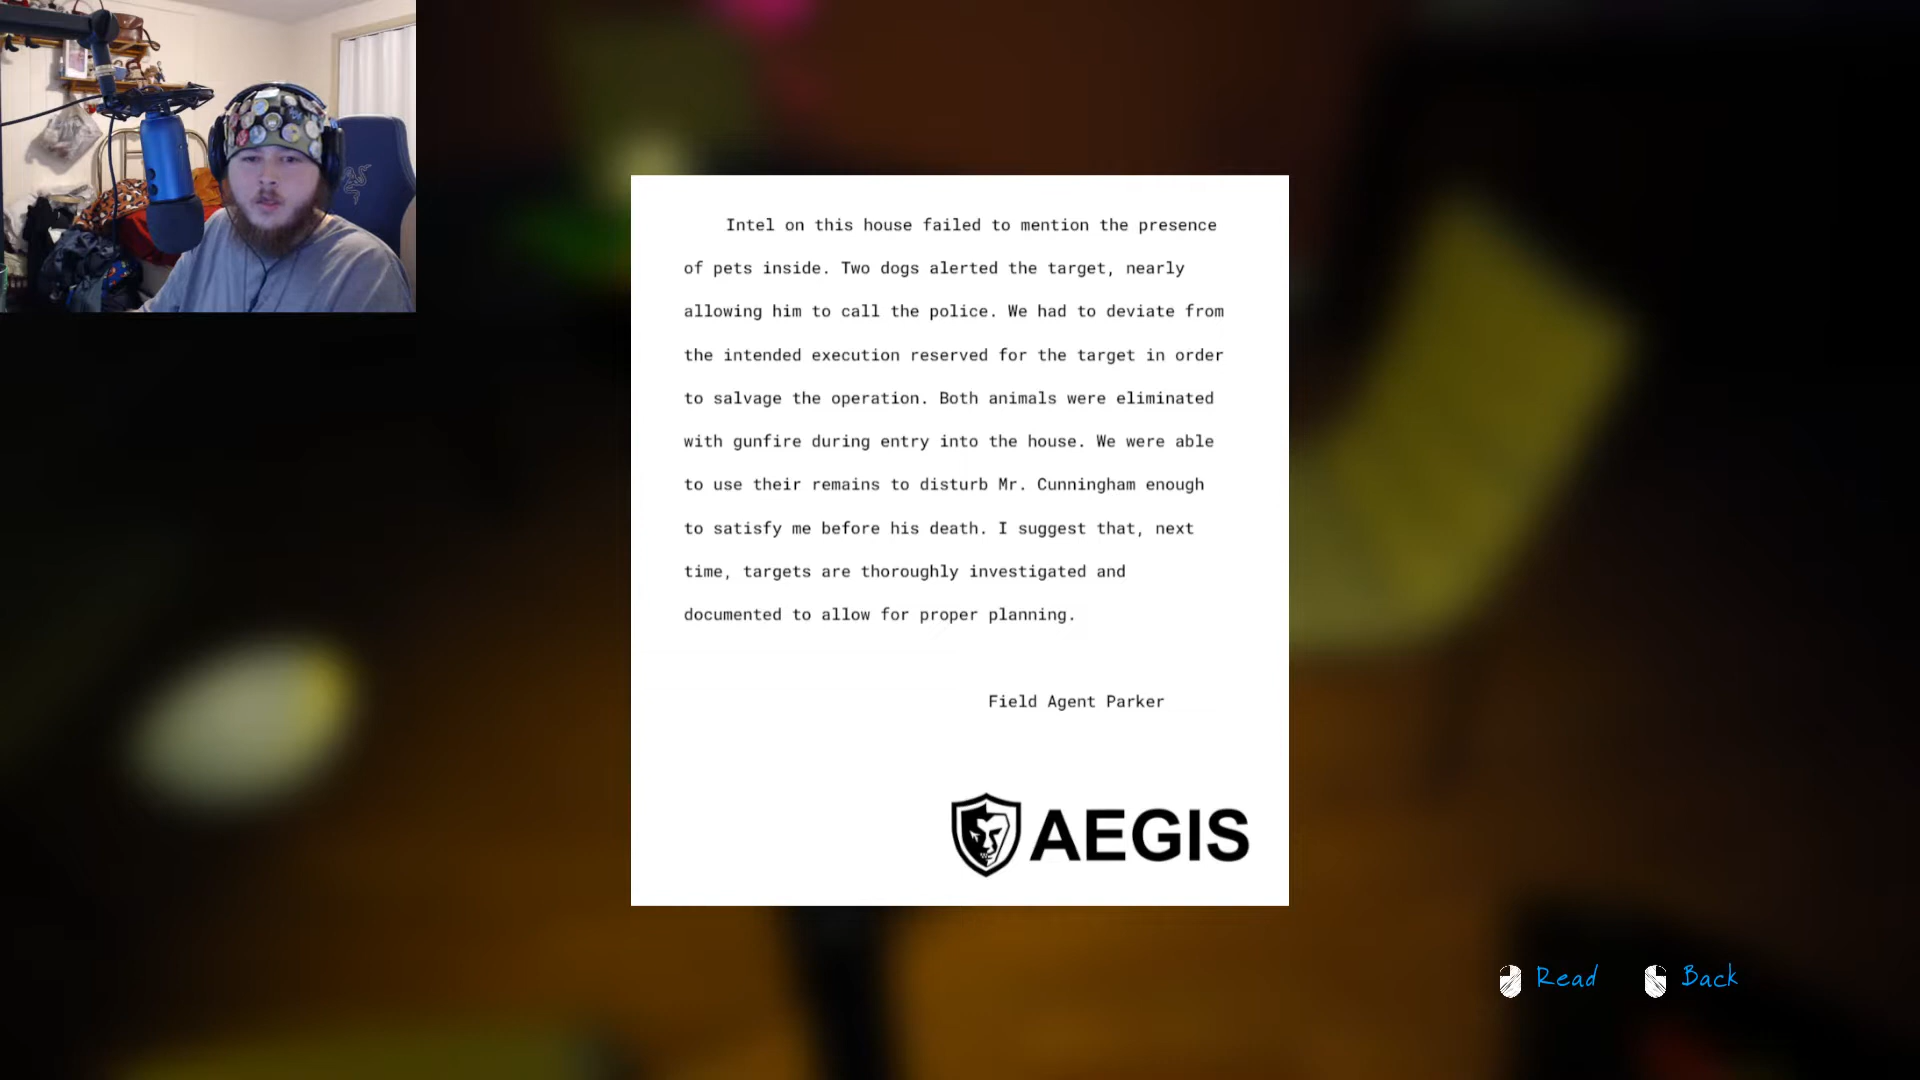 Intel on this house failed to mention the presence
of pets inside. Two dogs alerted the target, nearly
allowing him to call the police. We had to deviate from
the intended execution reserved for the target in order
to salvage the operation. Both animals were eliminated
with gunfire during entry into the house. We were able
to use their remains to disturb Mr. Cunningham enough
to satisfy me before his death. I suggest that, next
time, targets are thoroughly investigated and
documented to allow for proper planning.
Field Agent Parker
AEGIS
Read
Back